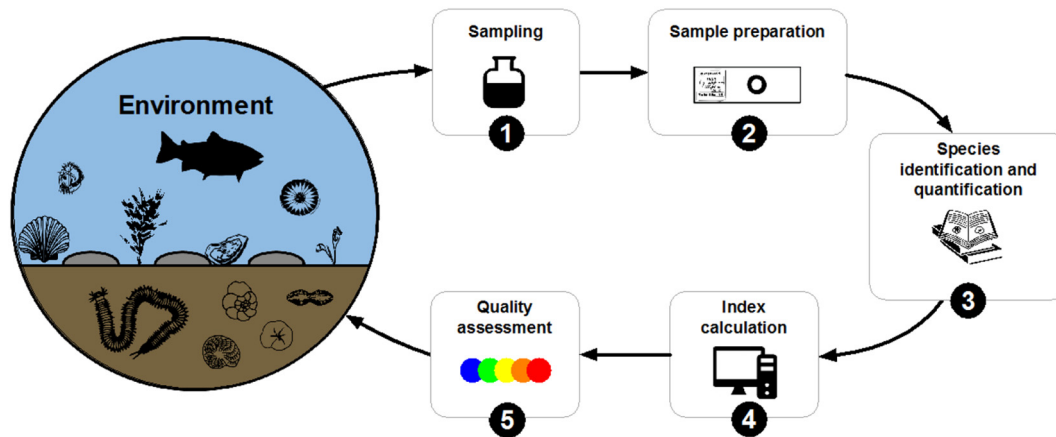 Environment
Sampling
1
Sample preparation
2
Species
identification and
quantification
3
Index
calculation
4
Quality
assessment
5